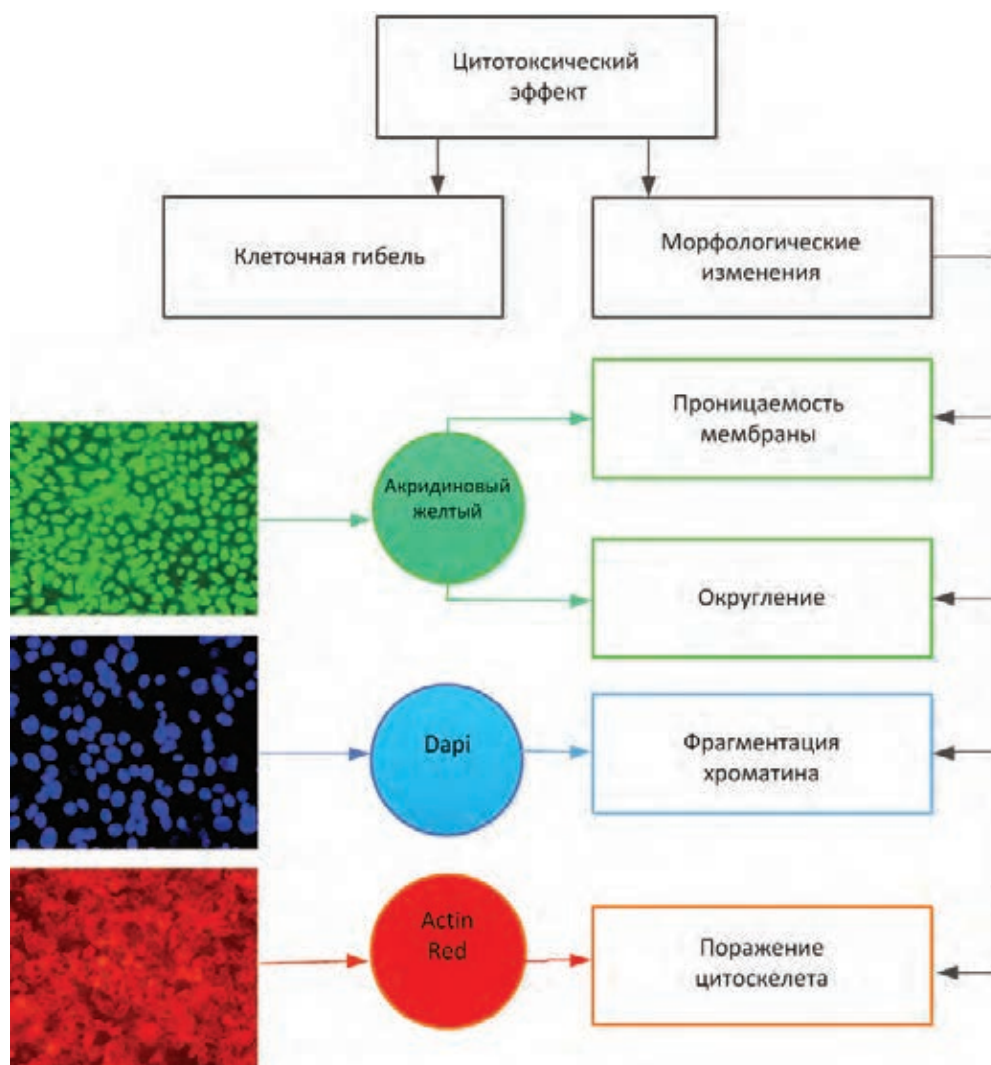 Цитотоксический
эффект
Клеточная гибель
Морфологические
изменения
Проницаемость
мембраны
Акридиновый
желтый
Округление
Dapi
Фрагментация
хроматина
Actin
Red
Поражение
цитоскелета